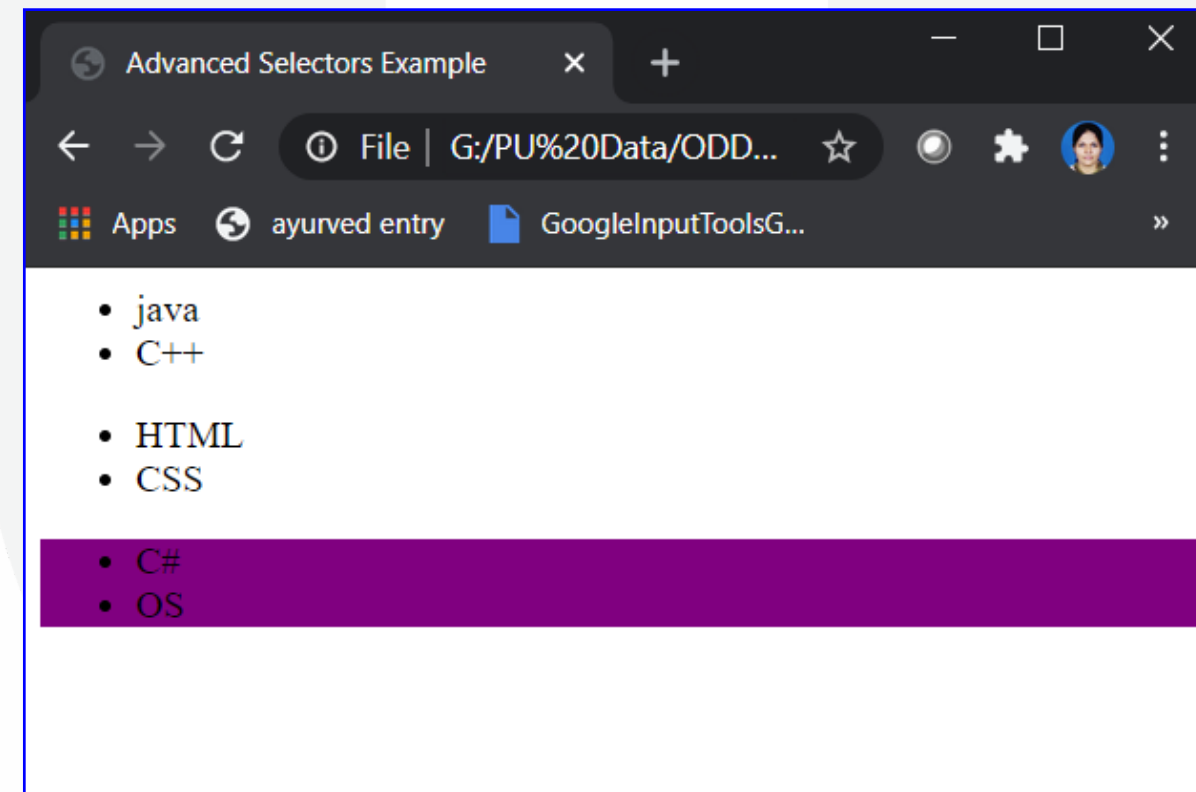 Advanced Selectors Example
File | G:/PU%20Data/ODD...
Apps ayurved entry GoogleInputToolsG... »
• java
• C++
• HTML
• CSS
• C#
• OS